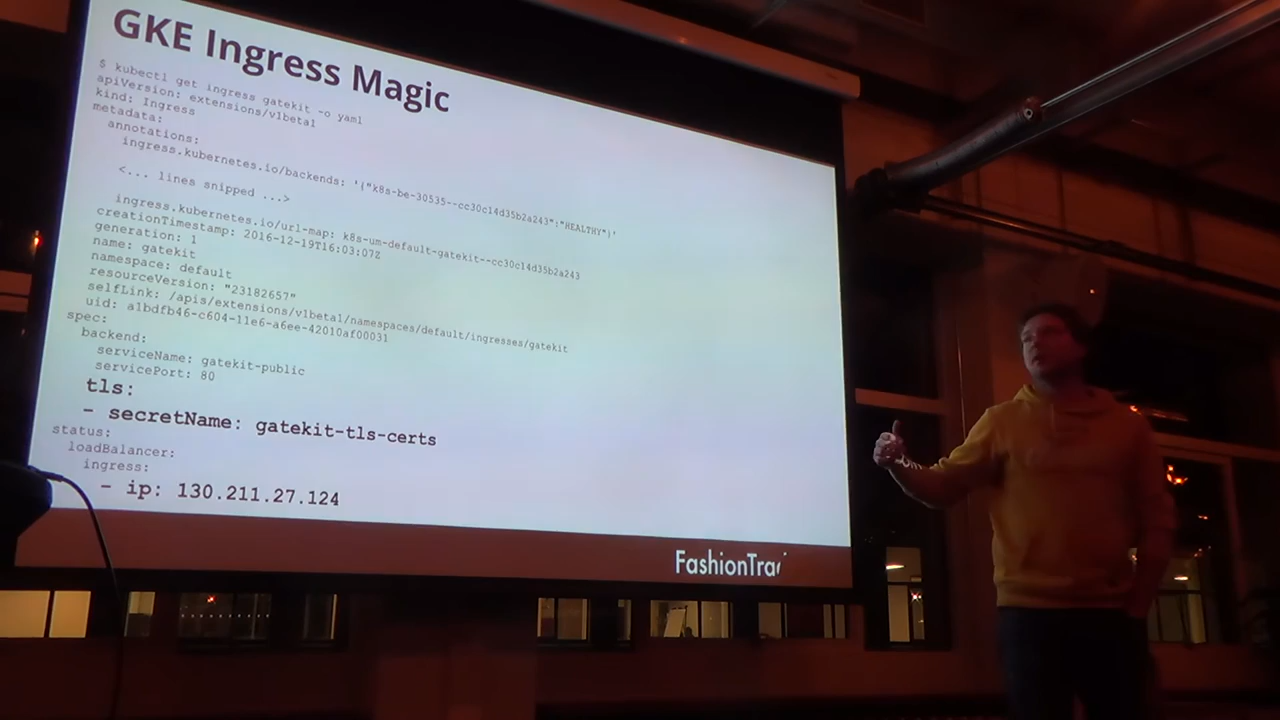 GKE Ingress Magic
$ kubectl get ingress gatekit -o yaml
apiVersion: extensions/v1beta1
kind: Ingress
metadata:
annotations:
ingress.kubernetes.io/backends: '{"k8s-be-30535--cc30c14d35b2a243":"HEALTHY"}'
<... lines snipped ...>
ingress.kubernetes.io/url-map: k8s-um-default-gatekit--cc30c14d35b2a243
creationTimestamp: 2016-12-19T16:03:07Z
generation: 1
name: gatekit
namespace: default
resourceVersion: "23182657"
selfLink: /apis/extensions/v1beta1/namespaces/default/ingresses/gatekit
uid: a1bdfb46-c604-11e6-a6ee-42010af00031
spec:
backend:
serviceName: gatekit-public
servicePort: 80
tls:
- secretName: gatekit-tls-certs
status:
loadBalancer:
ingress:
- ip: 130.211.27.124
FashionTra